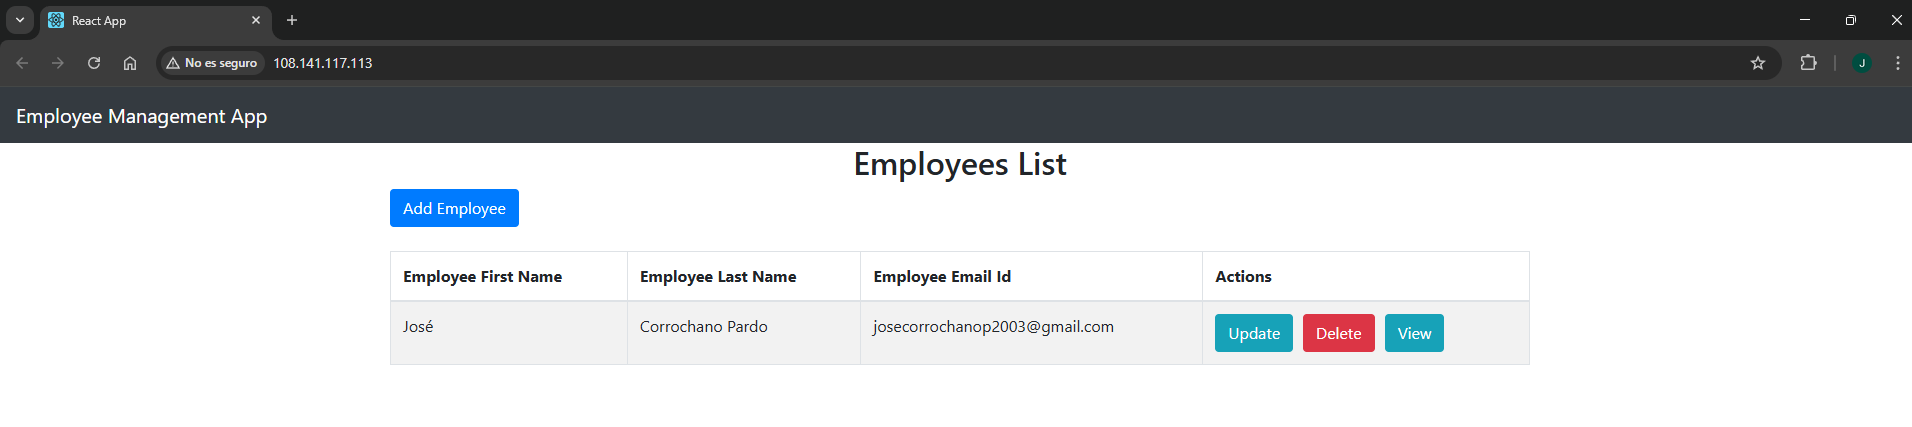 React App
No es seguro 108.141.117.113
J
Employee Management App
Employees List
Add Employee
Employee First Name Employee Last Name Employee Email Id Actions
José Corrochano Pardo josecorrochanop2003@gmail.com Update Delete View